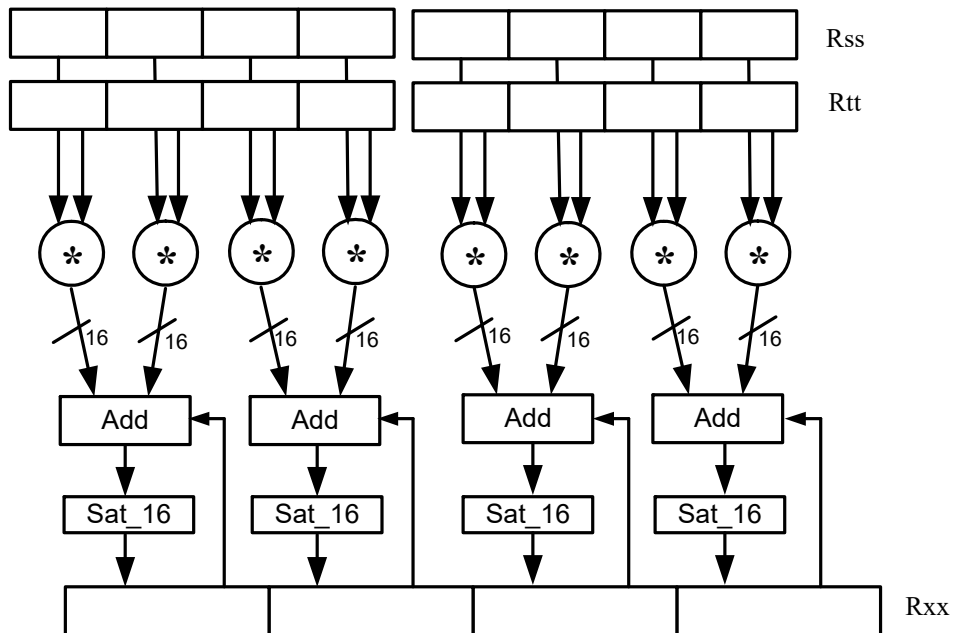 Rss
Rtt
* * * * * * * *
16 16 16 16 16 16 16 16
Add Add Add Add
Sat_16 Sat_16 Sat_16 Sat_16
Rxx